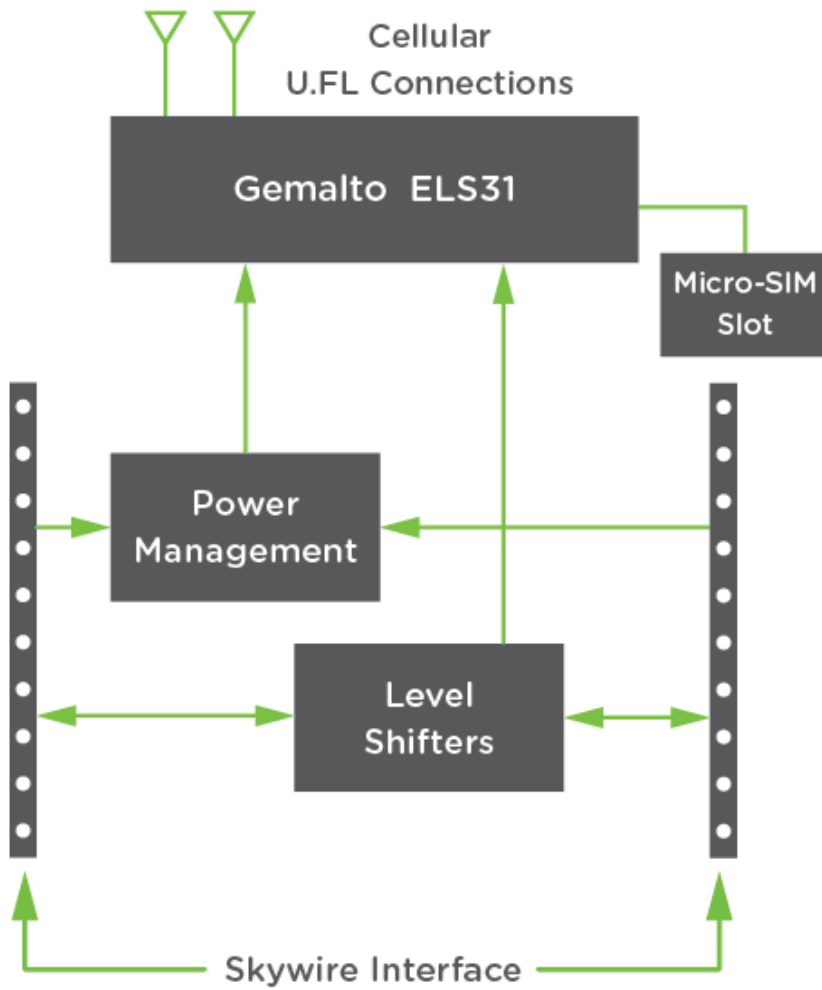 Cellular
U.FL Connections
Gemalto ELS31
Micro-SIM
Slot
Power
Management
Level
Shifters
Skywire Interface